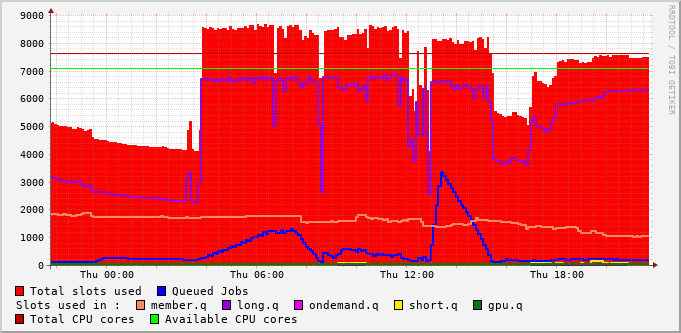 9000
8000
7000
6000
5000
4000
3000
2000
1000
0
Thu 00:00 Thu 06:00 Thu 12:00 Thu 18:00
RRDTOOL / TOBI OETIKER
Total slots used Queued Jobs
Slots used in : member.q long.q ondemand.q short.q gpu.q
Total CPU cores Available CPU cores